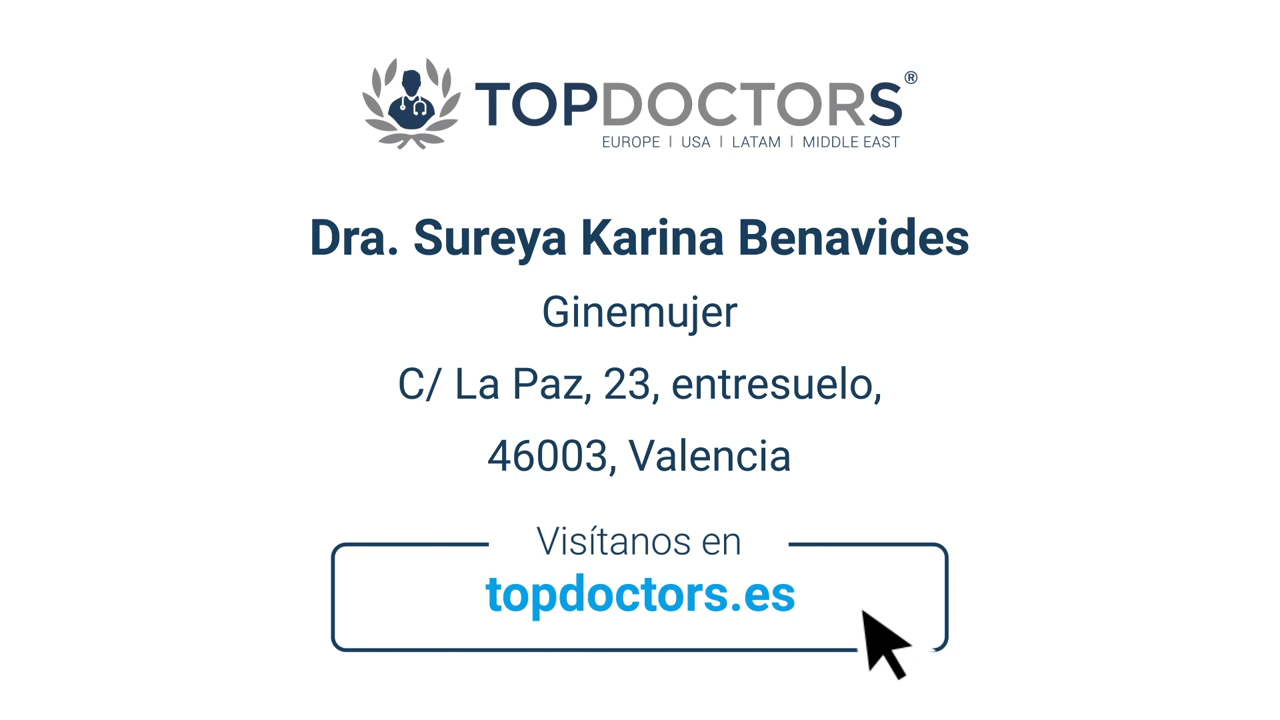 TOPDOCTORS®
EUROPE | USA | LATAM | MIDDLE EAST
Dra. Sureya Karina Benavides
Ginemujer
C/ La Paz, 23, entresuelo,
46003, Valencia
Visítanos en
topdoctors.es